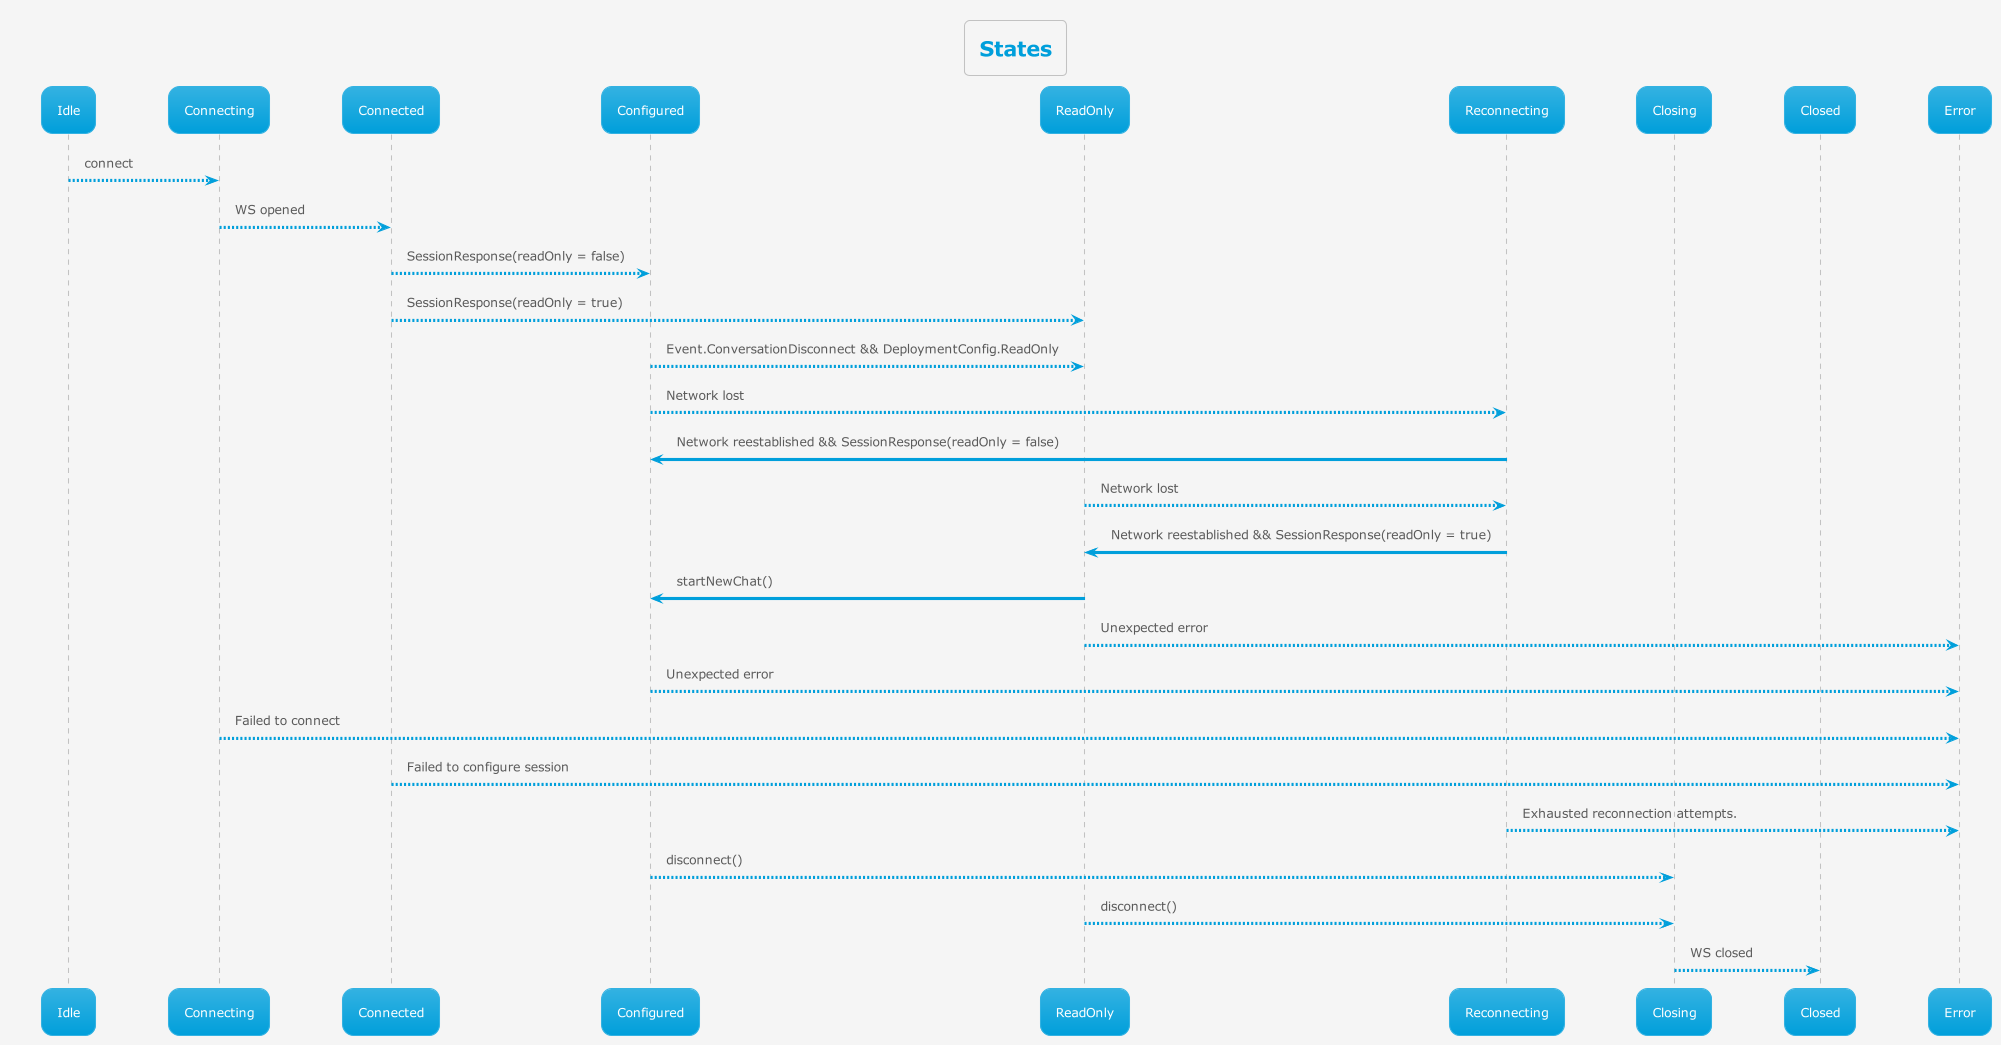 States
Idle
Connecting
Connected
Configured
ReadOnly
Reconnecting
Closing
Closed
Error
connect
WS opened
SessionResponse(readOnly = false)
SessionResponse(readOnly = true)
Event.ConversationDisconnect && DeploymentConfig.ReadOnly
Network lost
Network reestablished && SessionResponse(readOnly = false)
Network lost
Network reestablished && SessionResponse(readOnly = true)
startNewChat()
Unexpected error
Unexpected error
Failed to connect
Failed to configure session
Exhausted reconnection attempts.
disconnect()
disconnect()
WS closed
Idle
Connecting
Connected
Configured
ReadOnly
Reconnecting
Closing
Closed
Error